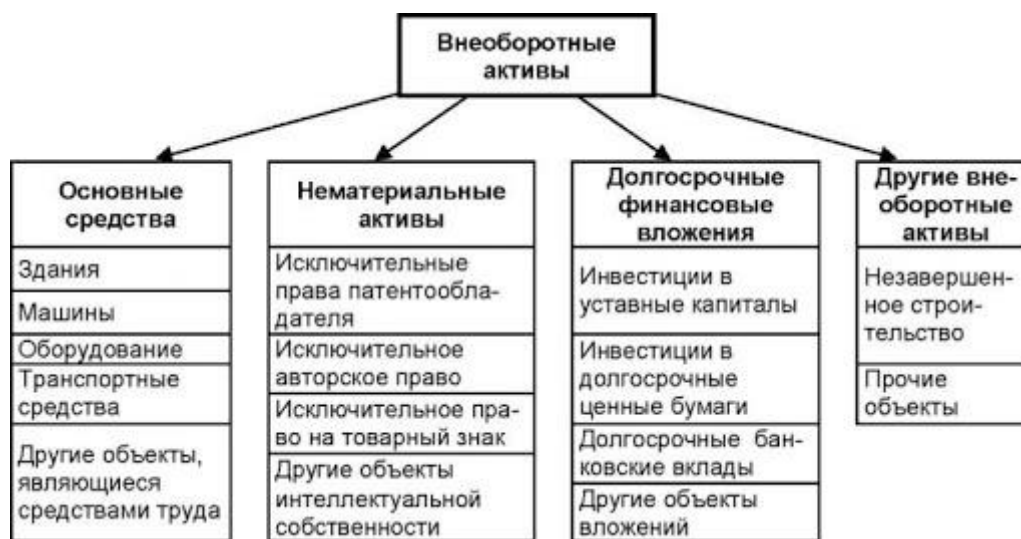 Внеоборотные
активы
Основные
средства
Здания
Машины
Оборудование
Транспортные
средства
Другие объекты,
являющиеся
средствами труда
Нематериальные
активы
Исключительные
права патентообла-
дателя
Исключительное
авторское право
Исключительное пра-
во на товарный знак
Другие объекты
интеллектуальной
собственности
Долгосрочные
финансовые
вложения
Инвестиции в
уставные капиталы
Инвестиции в
долгосрочные
ценные бумаги
Долгосрочные бан-
ковские вклады
Другие объекты
вложений
Другие вне-
оборотные
активы
Незавершен-
ное строи-
тельство
Прочие
объекты